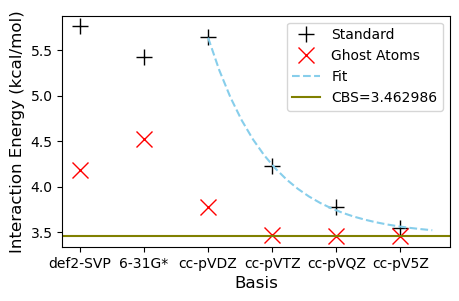 Interaction Energy (kcal/mol)
5.5
5.0
4.5
4.0
3.5
Standard
Ghost Atoms
Fit
CBS=3.462986
def2-SVP 6-31G* cc-pVDZ cc-pVTZ cc-pVQZ cc-pV5Z
Basis